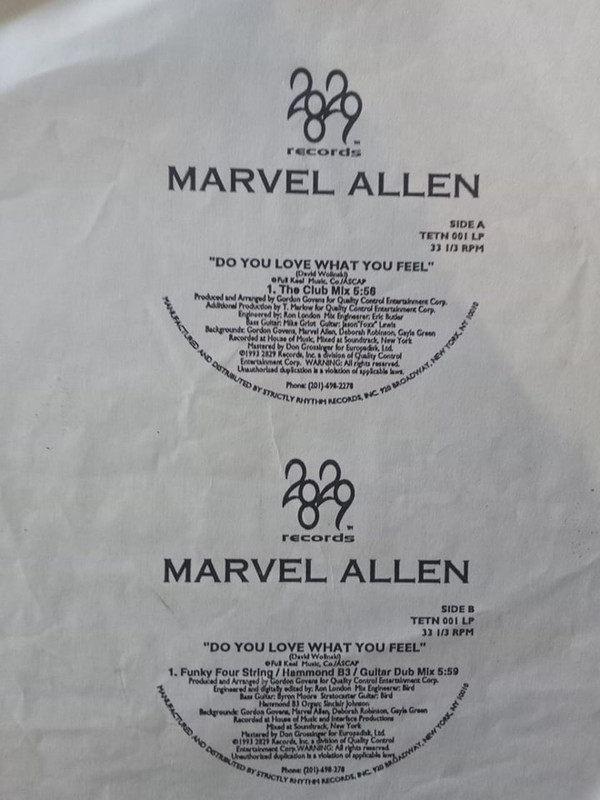 2829
records
MARVEL ALLEN
SIDE A
TETN 001 LP
33 1/3 RPM
"DO YOU LOVE WHAT YOU FEEL"
(David Wolinski)
©Full Keel Music, Co./ASCAP
1. The Club Mix 5:56
Produced and Arranged by Gordon Govans for Quality Control Entertainment Corp.
Additional Production by T. Marlow for Quality Control Entertainment Corp.
Engineered by: Ron London Mix Engineer: Eric Butler
Bass Guitar: Mike Griot Guitar: Jason"Foxx" Lewis
Backgrounds: Gordon Govans, Marvel Allen, Deborah Robinson, Gayle Green
Recorded at House of Music, Mixed at Soundtrack, New York
Mastered by Don Grossinger for Europadisk, Ltd.
©1993 2829 Records, Inc. a division of Quality Control
Entertainment Corp. WARNING: All rights reserved.
Unauthorized duplication is a violation of applicable laws.
Phone: (201)-698-2278
MANUFACTURED AND DISTRIBUTED BY STRICTLY RHYTHM RECORDS, INC. 920 BROADWAY, NEW YORK, NY 10010
2829
TM
records
MARVEL ALLEN
SIDE B
TETN 001 LP
33 1/3 RPM
"DO YOU LOVE WHAT YOU FEEL"
(David Wolinski)
©Full Keel Music, Co/ASCAP
1. Funky Four String / Hammond B3 / Guitar Dub Mix 5:59
Produced and Arranged by Gordon Govans for Quality Control Entertainment Corp.
Engineered and digitally edited by: Ron London Mix Engineer: Bird
Bass Guitar: Byron Moore Stratocaster Guitar: Bird
Hammond B3 Organ: Sinclair Johnson
Backgrounds: Gordon Govans, Marvel Allen, Deborah Robinson, Gayle Green
Recorded at House of Music and Interface Productions
Mixed at Soundtrack, New York
Mastered by Don Grossinger for Europadisk, Ltd.
©1993 2829 Records, Inc. a division of Quality Control
Entertainment Corp. WARNING: All rights reserved.
Unauthorized duplication is a violation of applicable laws.
Phone: (201)-698-278
MANUFACTURED AND DISTRIBUTED BY STRICTLY RHYTHM RECORDS, INC. 920 BROADWAY, NEW YORK, NY 10010